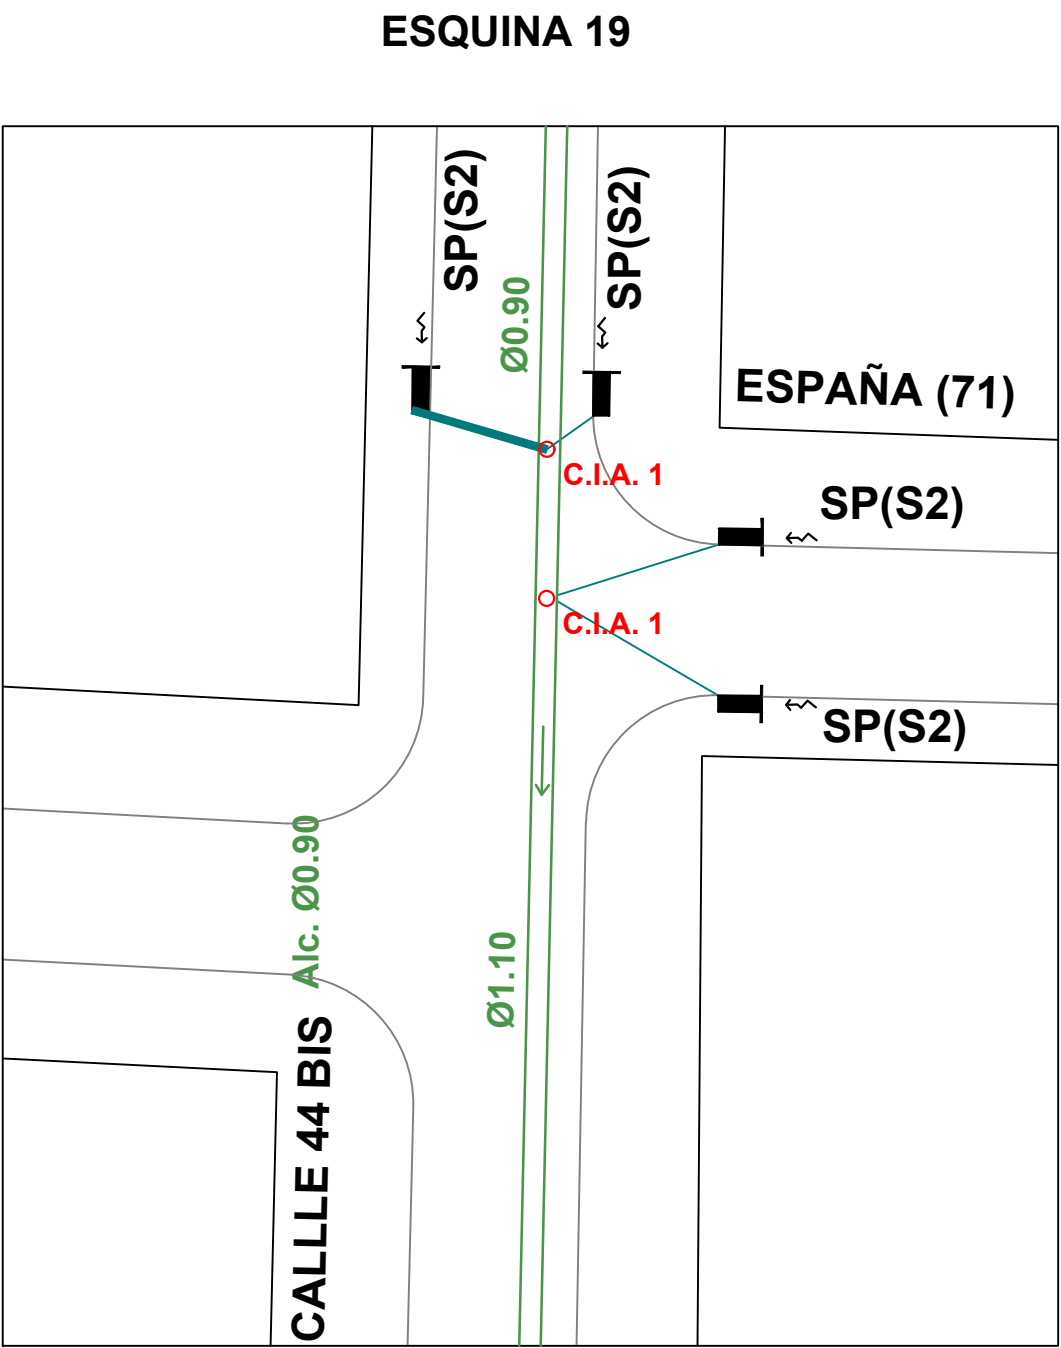 ESQUINA 19
SP(S2)
SP(S2)
Ø0.90
ESPAÑA (71)
C.I.A. 1
SP(S2)
C.I.A. 1
SP(S2)
Alc. Ø0.90
Ø1.10
CALLLE 44 BIS